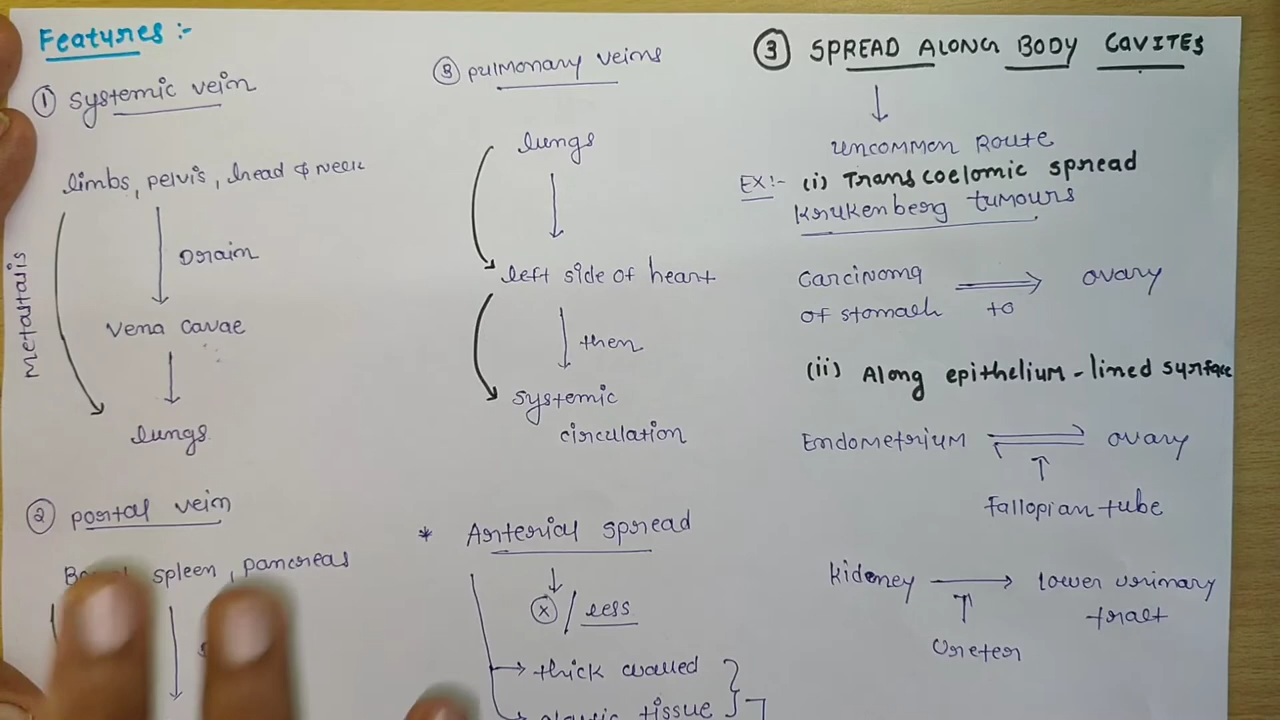 Features :-
① systemic vein
limbs, pelvis, head & neck
Drain
metastatis
vena cavae
lungs
② portal vein
spleen, pancreas
③ pulmonary veins
lungs
left side of heart
then
systemic
circulation
* Arterial spread
(x) / less
thick walled
tissue
③ SPREAD ALONG BODY CAVITES
UNCOMMON ROUTE
EX:- (i) Transcoelomic spread
Krukenberg tumours
Carcinoma
of stomach
to
ovary
(ii) Along epithelium-lined surface
Endometrium
ovary
Fallopian tube
Kideney
lower urinary
tract
Ureter